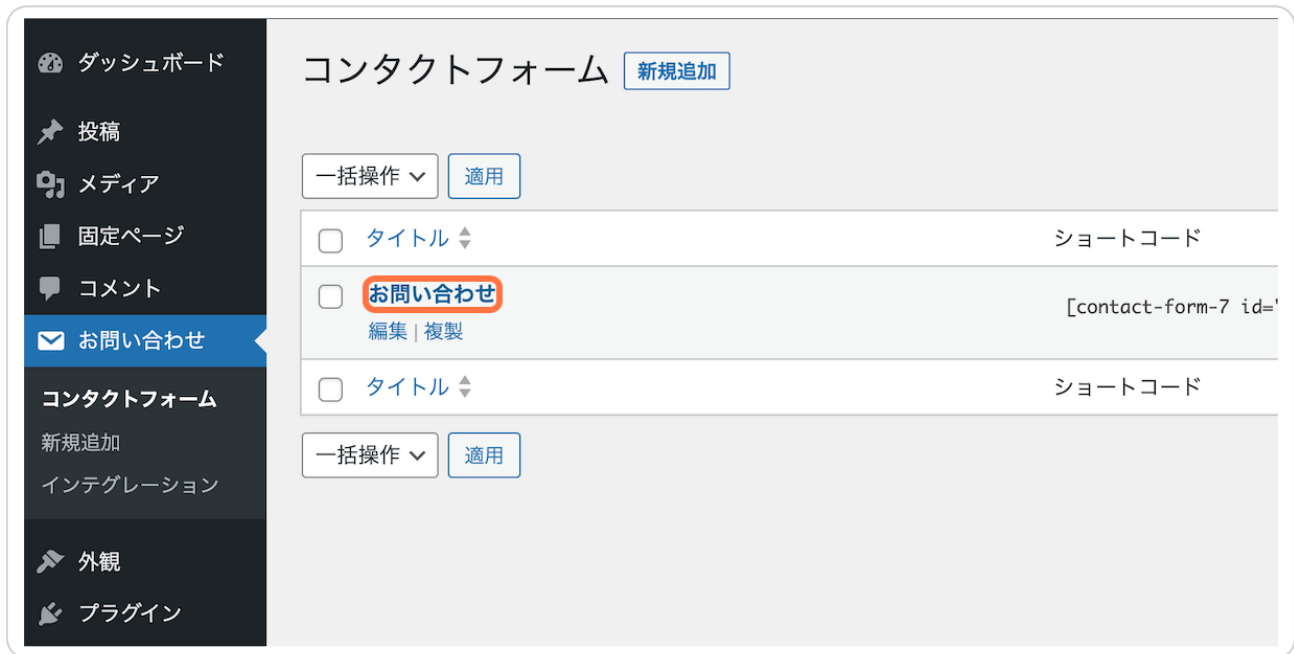 ダッシュボード
投稿
メディア
固定ページ
コメント
お問い合わせ
コンタクトフォーム
新規追加
インテグレーション
外観
プラグイン
コンタクトフォーム 新規追加
一括操作 適用
タイトル ショートコード
お問い合わせ [contact-form-7 id="
編集 | 複製
タイトル ショートコード
一括操作 適用